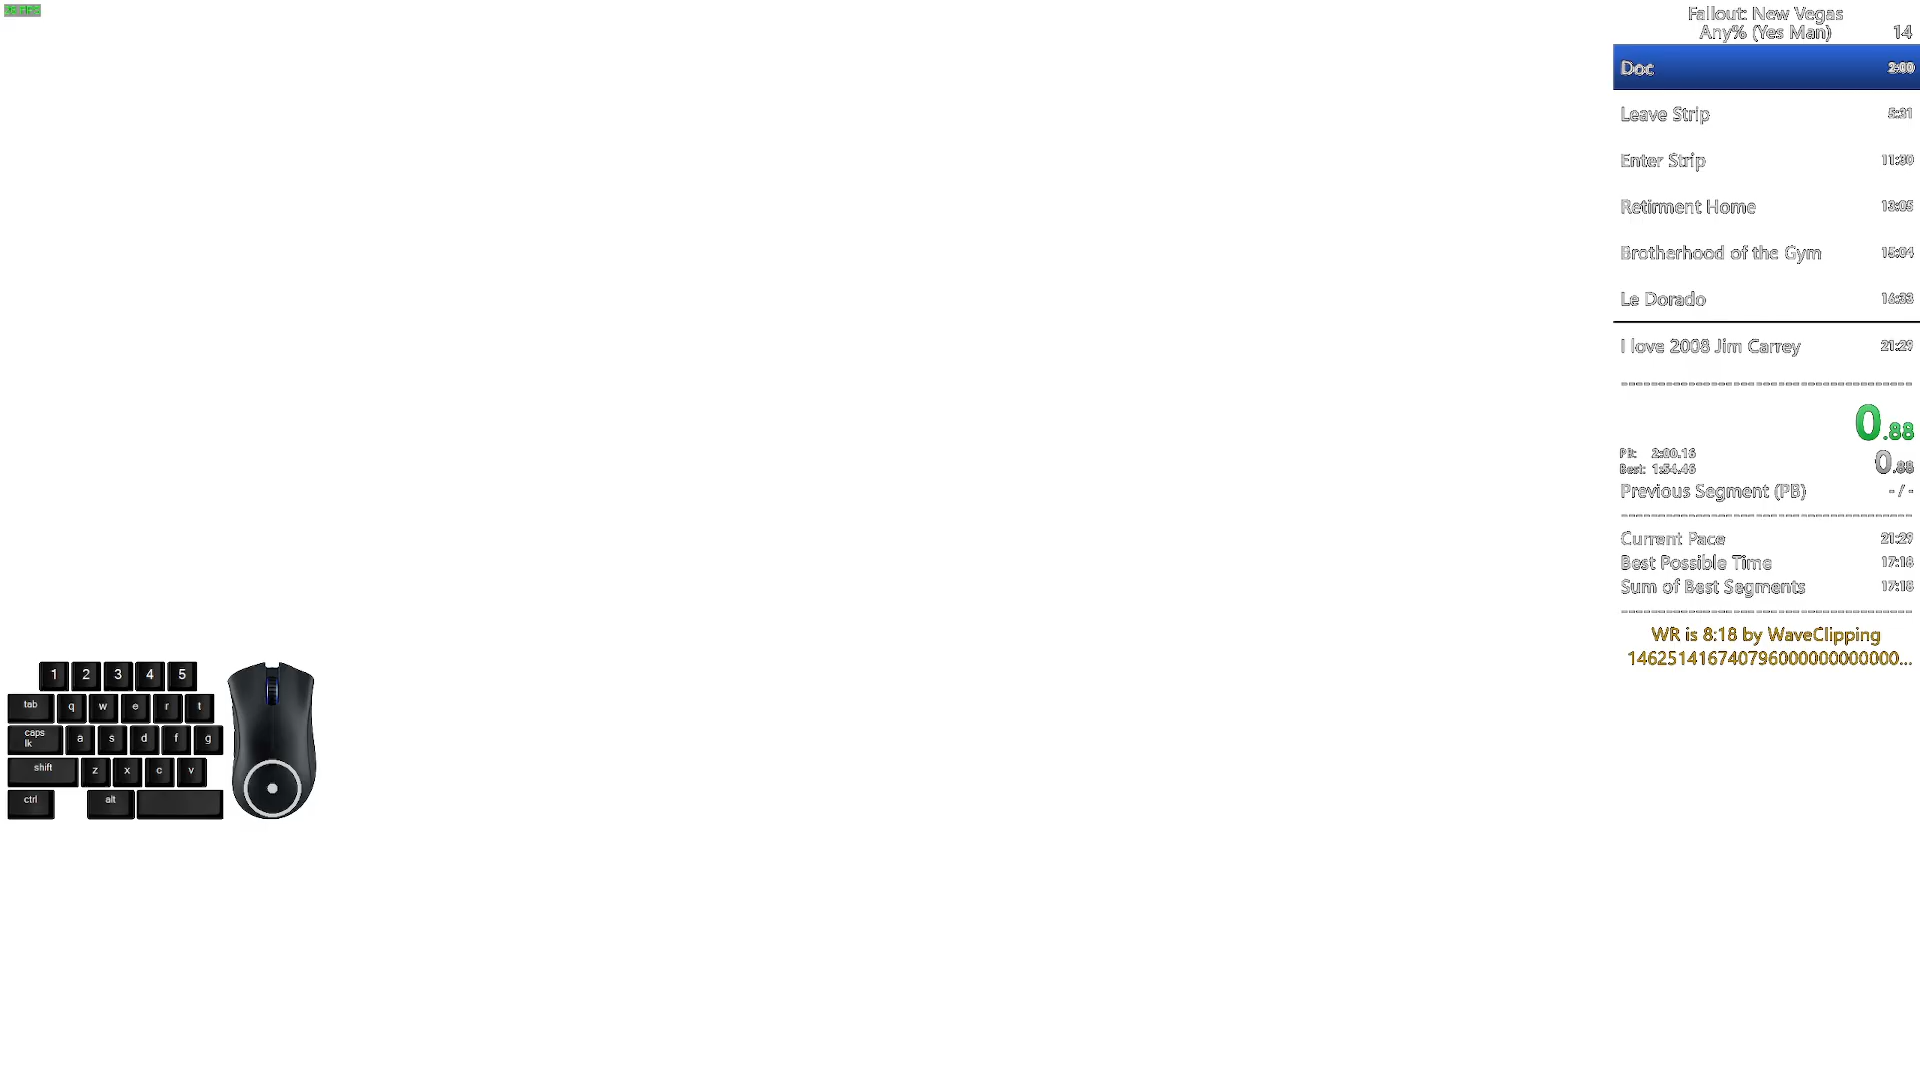 Fallout: New Vegas
Any% (Yes Man) 14
Doc 2:00
Leave Strip 5:31
Enter Strip 11:30
Retirment Home 13:05
Brotherhood of the Gym 15:04
Le Dorado 16:33
I love 2008 Jim Carrey 21:29
0.88
PB: 2:00.16
Best: 1:54.46
0.88
Previous Segment (PB) - / -
Current Pace 21:29
Best Possible Time 17:18
Sum of Best Segments 17:18
WR is 8:18 by WaveClipping
14625141674079600000000000...
1 2 3 4 5
tab q w e r t
caps lk a s d f g
shift z x c v
ctrl alt